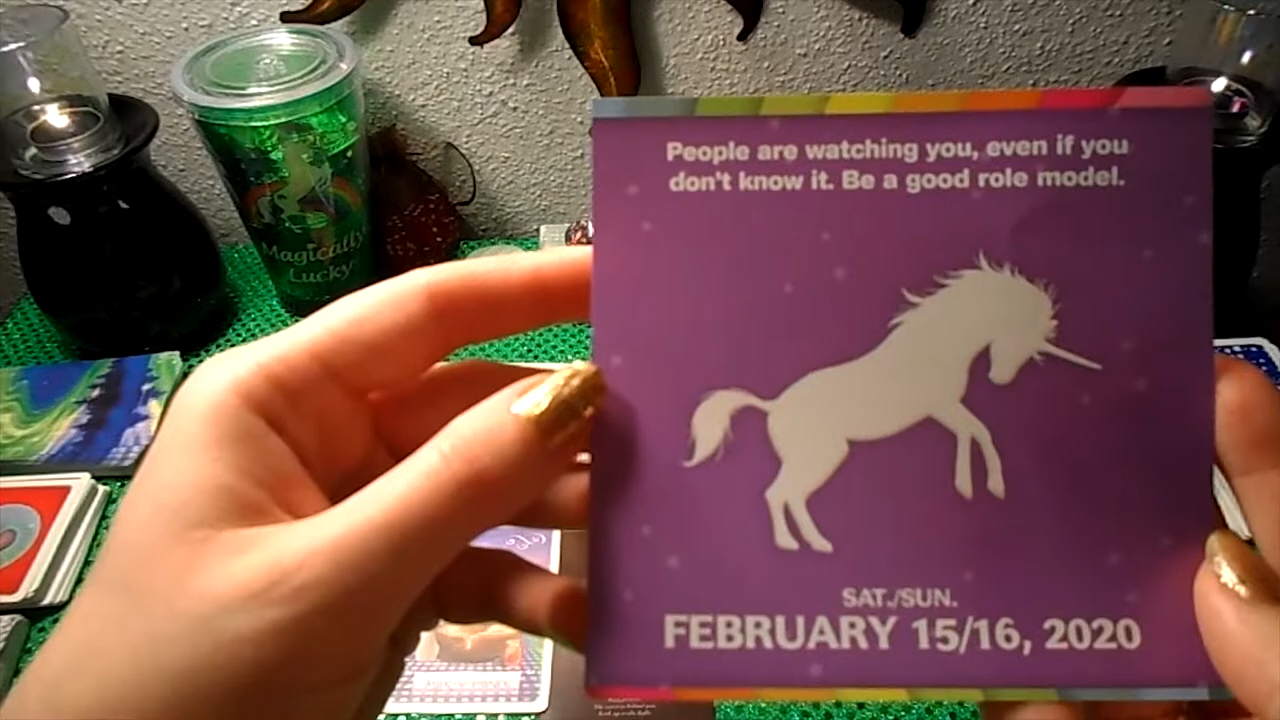 Magically
Lucky
People are watching you, even if you
don't know it. Be a good role model.
SAT./SUN.
FEBRUARY 15/16, 2020